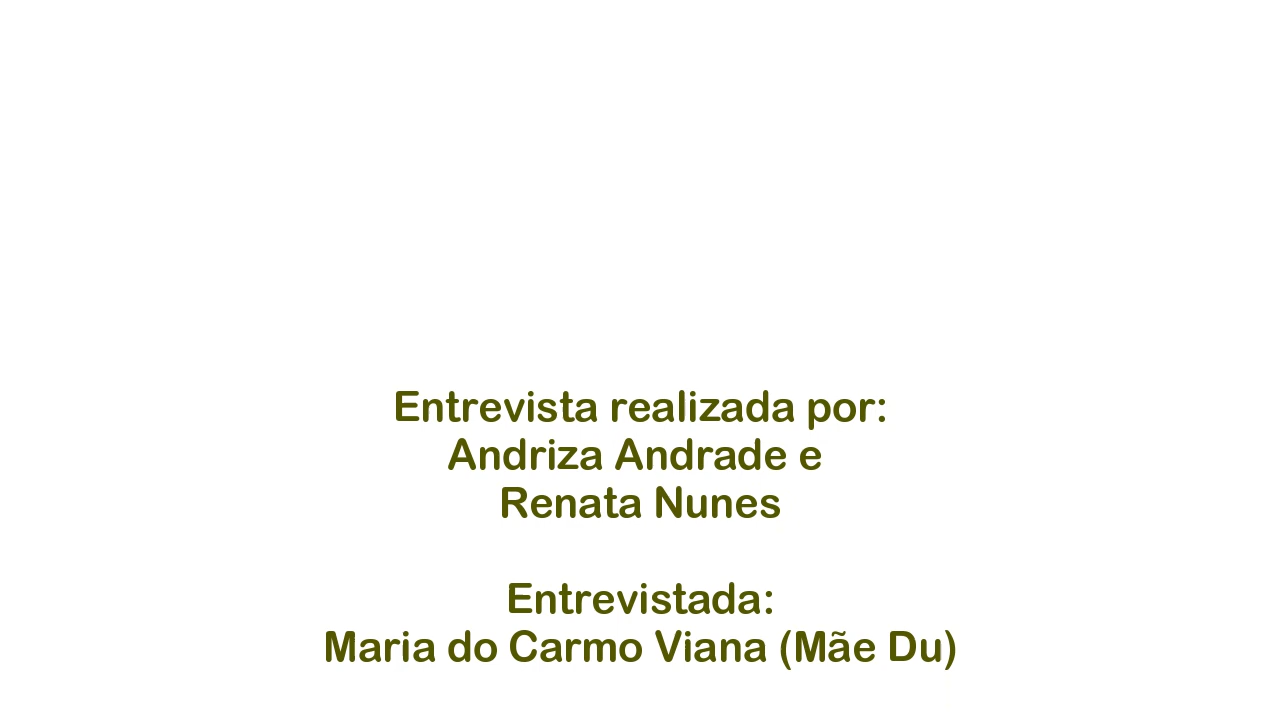 Entrevista realizada por:
Andriza Andrade e
Renata Nunes
Entrevistada:
Maria do Carmo Viana (Mãe Du)